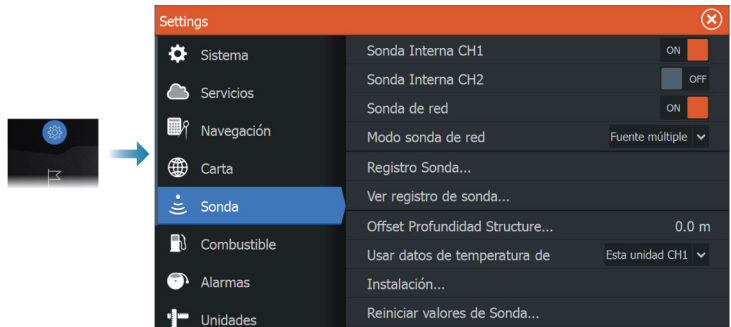 Settings
Sistema
Servicios
Navegación
Carta
Sonda
Combustible
Alarmas
Unidades
Sonda Interna CH1 ON
Sonda Interna CH2 OFF
Sonda de red ON
Modo sonda de red Fuente múltiple
Registro Sonda...
Ver registro de sonda...
Offset Profundidad Structure... 0.0 m
Usar datos de temperatura de Esta unidad CH1
Instalación...
Reiniciar valores de Sonda...